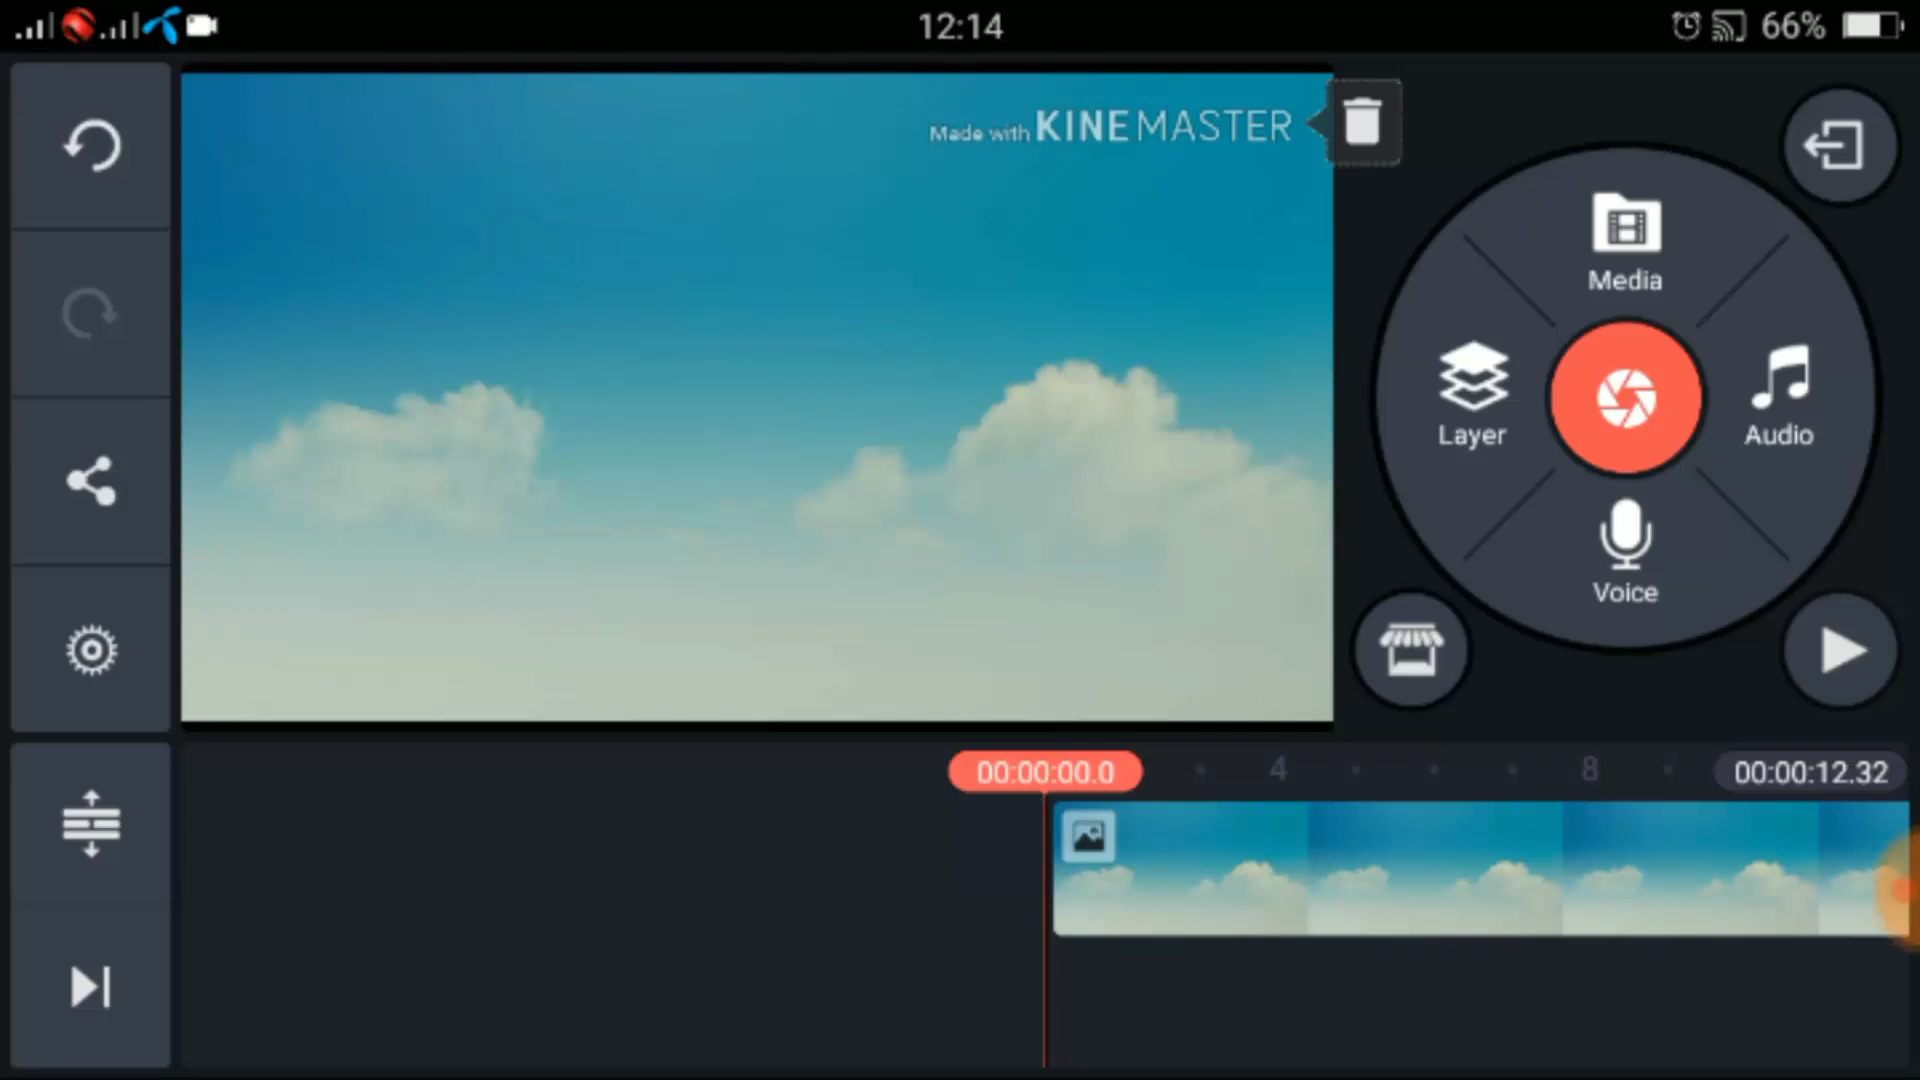 12:14
66%
Made with KINEMASTER
Media
Layer
Audio
Voice
00:00:00.0
4
8
00:00:12.32